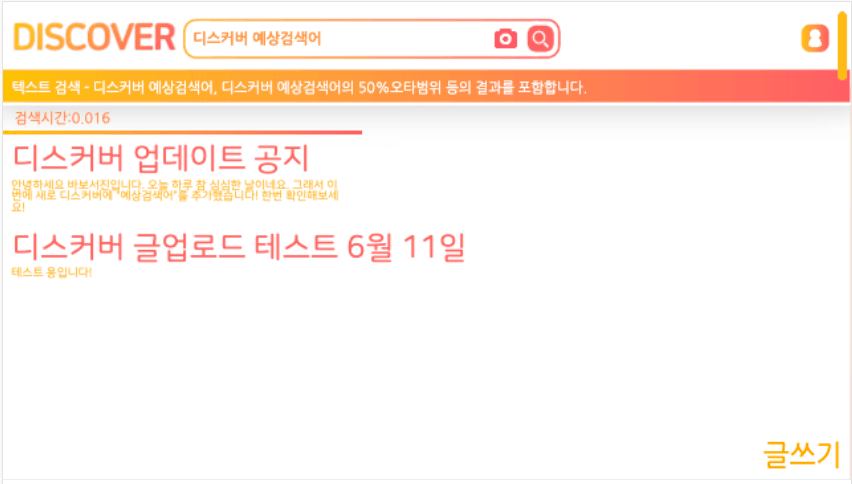 DISCOVER
디스커버 예상검색어
텍스트 검색 - 디스커버 예상검색어, 디스커버 예상검색어의 50%오타범위 등의 결과를 포함합니다.
검색시간:0.016
디스커버 업데이트 공지
안녕하세요 바보서진입니다. 오늘 하루 참 심심한 날이네요. 그래서 이
번에 새로 디스커버에 "예상검색어"를 추가했습니다! 한번 확인해보세
요!
디스커버 글업로드 테스트 6월 11일
테스트 용입니다!
글쓰기